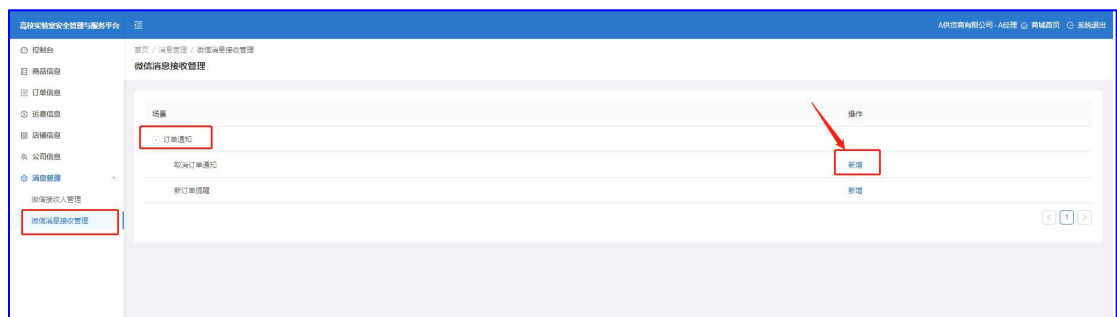 高校实验室安全管理与服务平台
A供货商有限公司 - A经理 商城首页 系统退出
控制台
商品信息
订单信息
运费信息
店铺信息
公司信息
消息管理
微信接收人管理
微信消息接收管理
首页 / 消息管理 / 微信消息接收管理
微信消息接收管理
场景 操作
- 订单通知
取消订单通知 新增
新订单提醒 新增
< 1 >